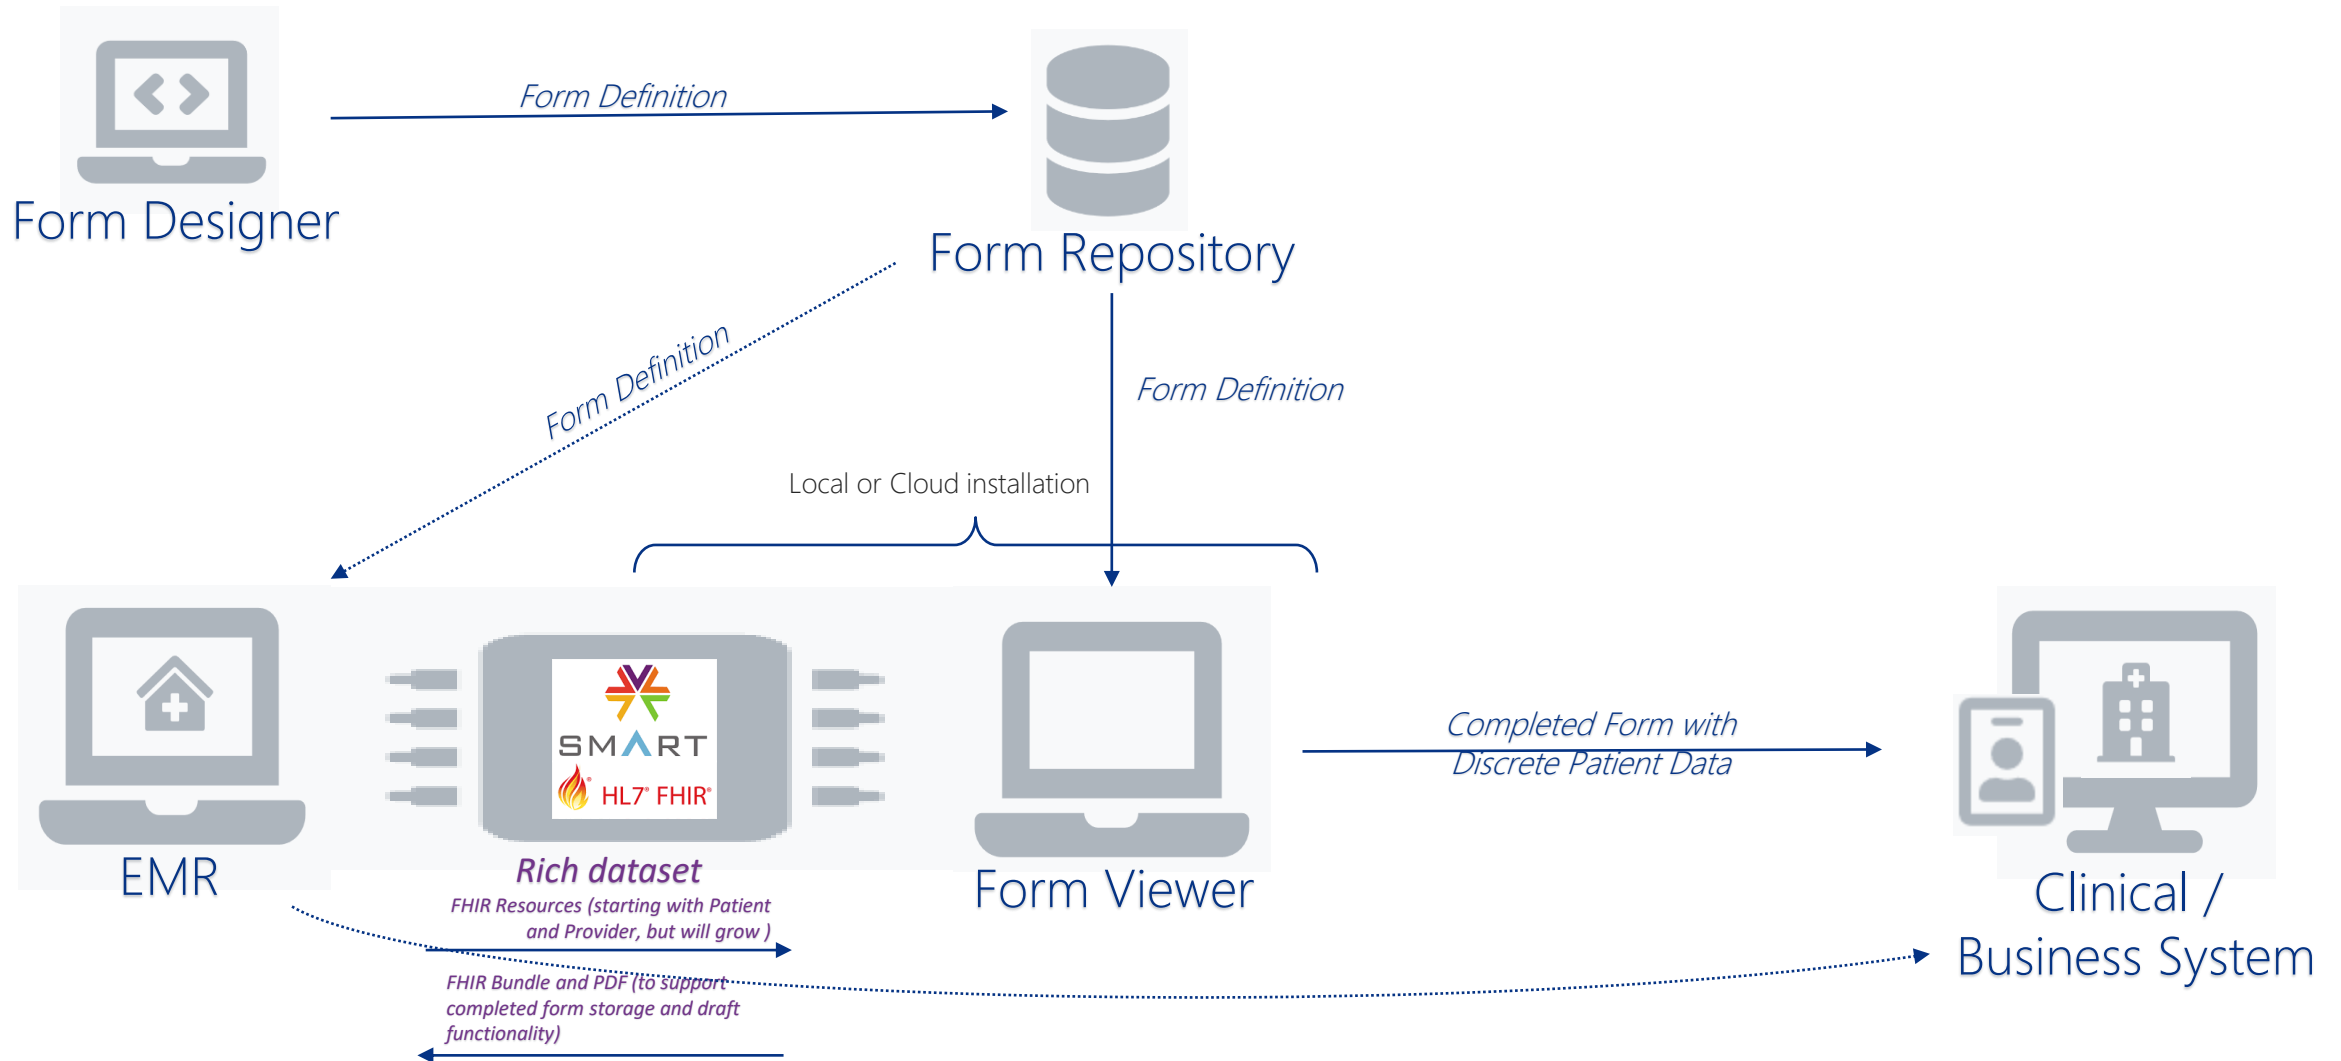 Form Definition
Form Designer
Form Repository
Form Definition
Form Definition
Local or Cloud installation
SMART
HL7® FHIR®
Completed Form with
Discrete Patient Data
EMR
Rich dataset
FHIR Resources (starting with Patient
and Provider, but will grow )
Form Viewer
Clinical /
Business System
FHIR Bundle and PDF (to support
completed form storage and draft
functionality)